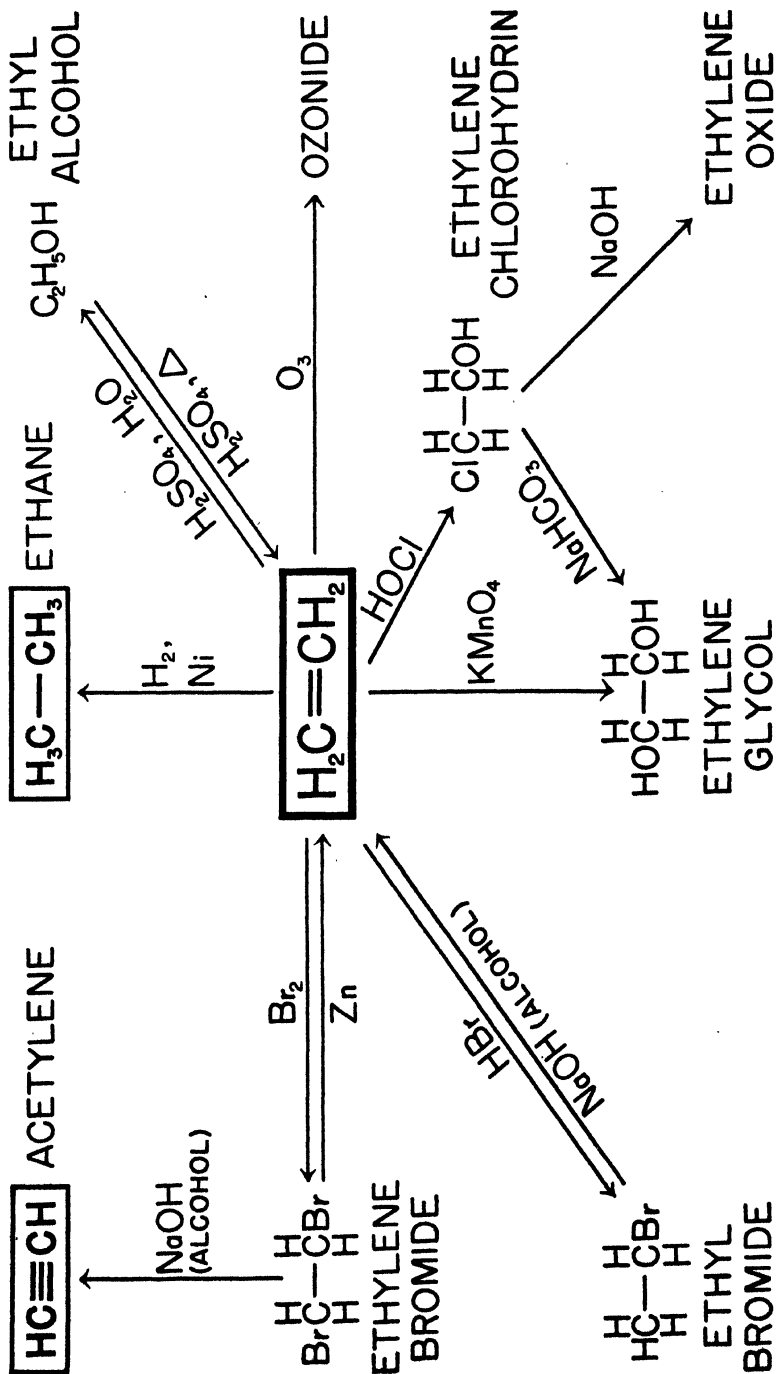 HC≡CH ACETYLENE
H₃C—CH₃ ETHANE
C₂H₅OH ETHYL
ALCOHOL
NaOH
(ALCOHOL)
H₂,
Ni
H₂SO₄, H₂O
H₂SO₄, Δ
H H
BrC—CBr
H H
ETHYLENE
BROMIDE
Br₂
Zn
H₂C=CH₂
O₃
OZONIDE
HBr
NaOH (ALCOHOL)
KMnO₄
HOCl
H H
ClC—COH
H H
ETHYLENE
CHLOROHYDRIN
NaHCO₃
NaOH
H H
HC—CBr
H H
ETHYL
BROMIDE
H H
HOC—COH
H H
ETHYLENE
GLYCOL
ETHYLENE
OXIDE